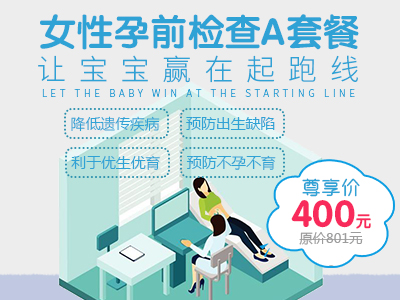 女性孕前检查A套餐
让宝宝赢在起跑线
LET THE BABY WIN AT THE STARTING LINE
降低遗传疾病
预防出生缺陷
利于优生优育
预防不孕不育
尊享价
400元
原价801元